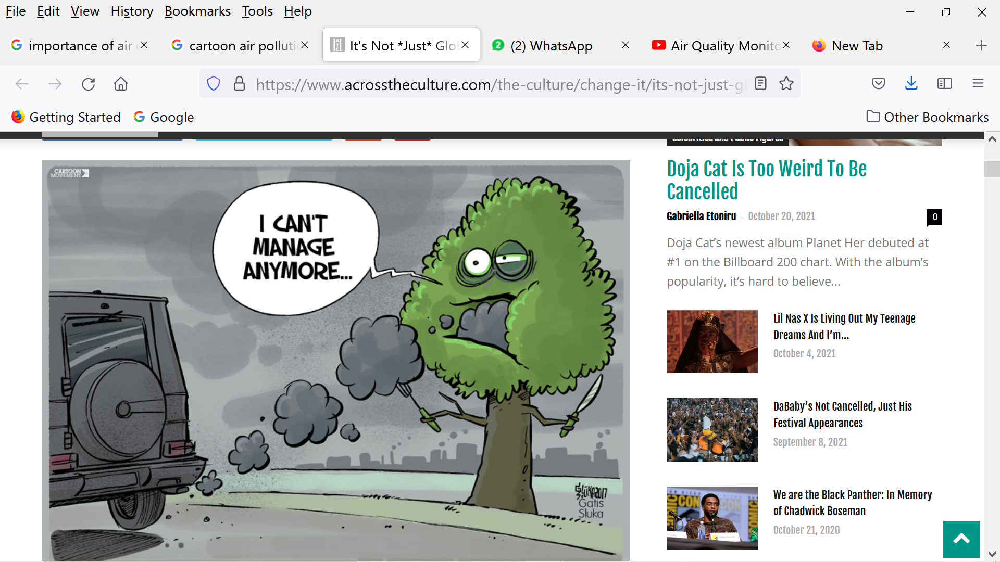 File Edit View History Bookmarks Tools Help
importance of air
cartoon air polluti
It's Not *Just* Glo
(2) WhatsApp
Air Quality Monito
New Tab
https://www.acrosstheculture.com/the-culture/change-it/its-not-just-g
Getting Started
Google
Other Bookmarks
Celebrities and Public Figures
CARTOON
MOVEMENT
I CAN'T
MANAGE
ANYMORE...
SLUKA2017
Gatis
Sluka
Doja Cat Is Too Weird To Be
Cancelled
Gabriella Etoniru - October 20, 2021
0
Doja Cat’s newest album Planet Her debuted at
#1 on the Billboard 200 chart. With the album’s
popularity, it’s hard to believe...
Lil Nas X Is Living Out My Teenage
Dreams And I’m...
October 4, 2021
DaBaby’s Not Cancelled, Just His
Festival Appearances
September 8, 2021
We are the Black Panther: In Memory
of Chadwick Boseman
October 21, 2020